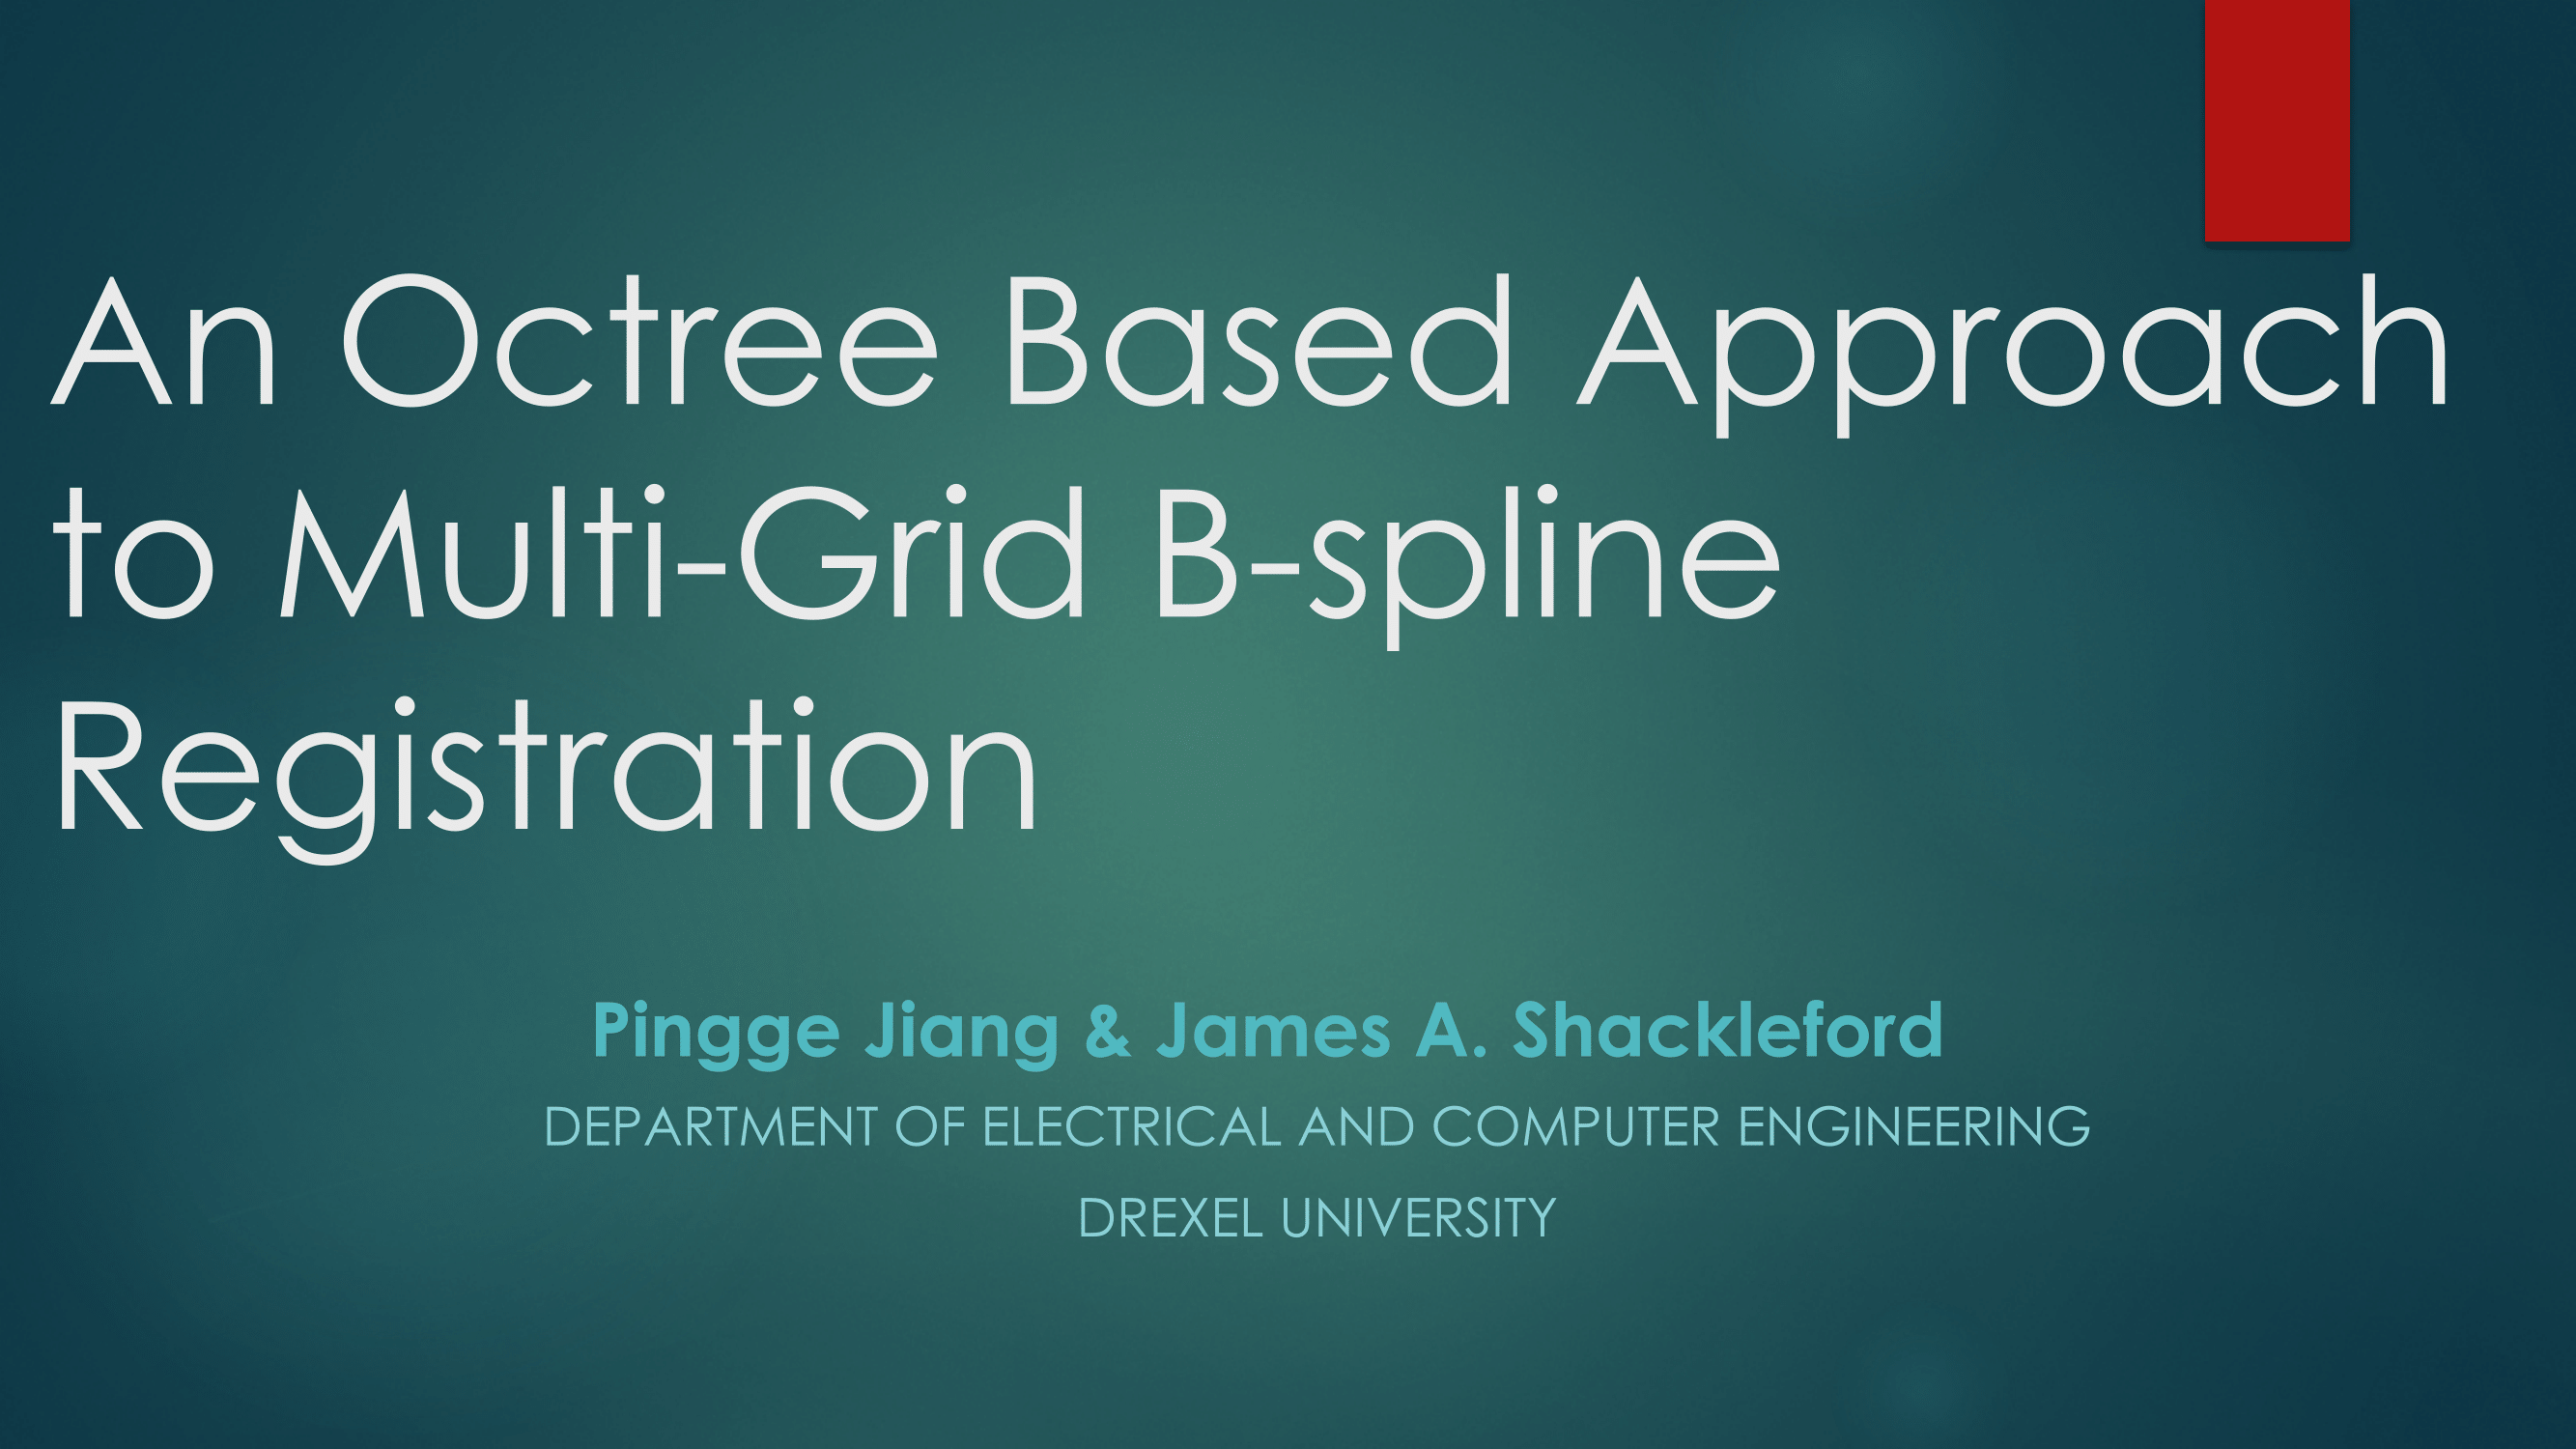 An Octree Based Approach
to Multi-Grid B-spline
Registration
Pingge Jiang & James A. Shackleford
DEPARTMENT OF ELECTRICAL AND COMPUTER ENGINEERING
DREXEL UNIVERSITY